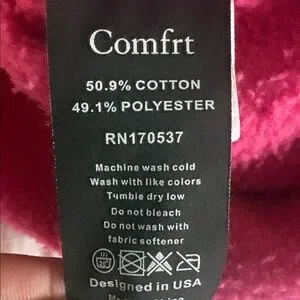 Comfrt
50.9% COTTON
49.1% POLYESTER
RN170537
Machine wash cold
Wash with like colors
Tumble dry low
Do not bleach
Do not wash with
fabric softener
Designed in USA